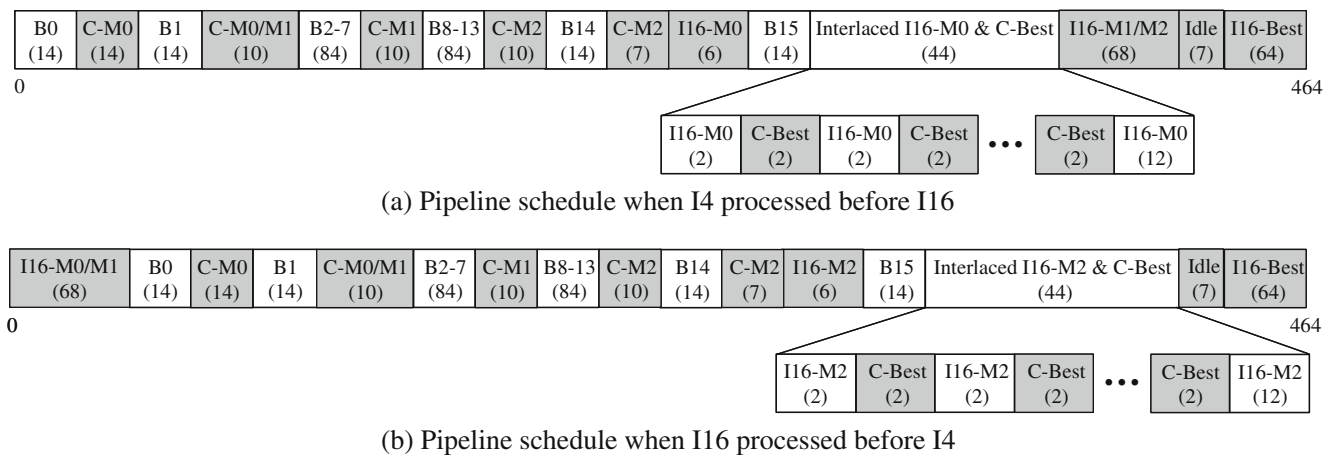 B0 C-M0 B1 C-M0/M1 B2-7 C-M1 B8-13 C-M2 B14 C-M2 I16-M0 B15 Interlaced I16-M0 & C-Best I16-M1/M2 Idle I16-Best
(14) (14) (14) (10) (84) (10) (84) (10) (14) (7) (6) (14) (44) (68) (7) (64)
0 464
I16-M0 C-Best I16-M0 C-Best ••• C-Best I16-M0
(2) (2) (2) (2) (2) (12)
(a) Pipeline schedule when I4 processed before I16
I16-M0/M1 B0 C-M0 B1 C-M0/M1 B2-7 C-M1 B8-13 C-M2 B14 C-M2 I16-M2 B15 Interlaced I16-M2 & C-Best Idle I16-Best
(68) (14) (14) (14) (10) (84) (10) (84) (10) (14) (7) (6) (14) (44) (7) (64)
0 464
I16-M2 C-Best I16-M2 C-Best ••• C-Best I16-M2
(2) (2) (2) (2) (2) (12)
(b) Pipeline schedule when I16 processed before I4